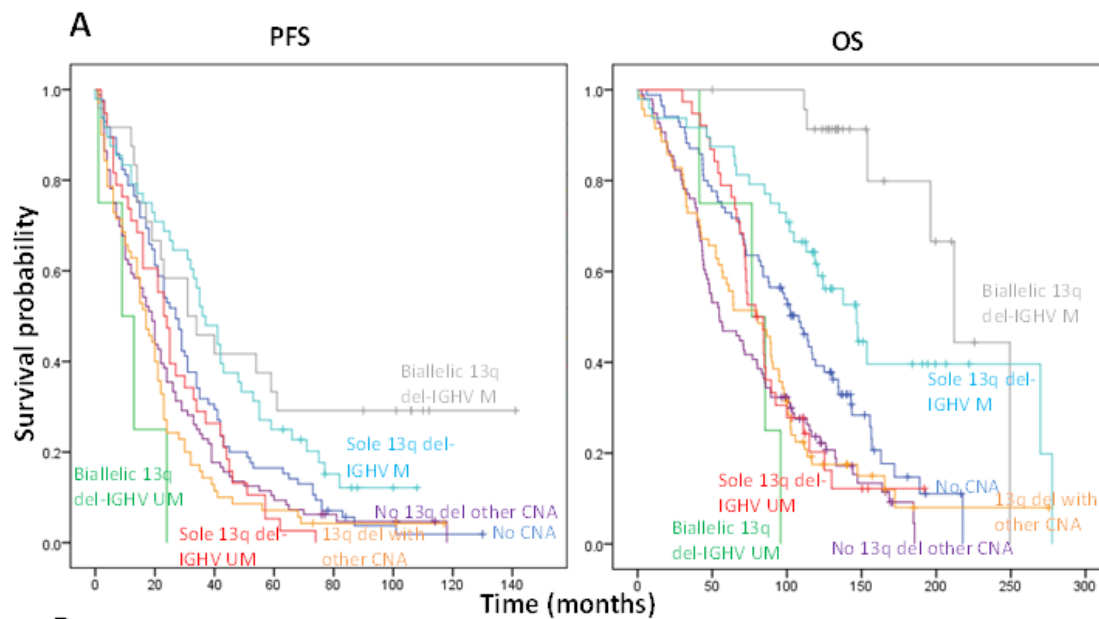 A
PFS
OS
Survival probability
1.0
0.8
0.6
0.4
0.2
0.0
Biallelic 13q
del-IGHV M
Sole 13q del-
IGHV M
Biallelic 13q
del-IGHV UM
No 13q del other CNA
Sole 13q del-
IGHV UM
13q del with
other CNA
No CNA
0 20 40 60 80 100 120 140
1.0
0.8
0.6
0.4
0.2
0.0
Biallelic 13q
del-IGHV M
Sole 13q del-
IGHV M
Sole 13q del-
IGHV UM
No CNA
13q del with
other CNA
Biallelic 13q
del-IGHV UM
No 13q del other CNA
0 50 100 150 200 250 300
Time (months)